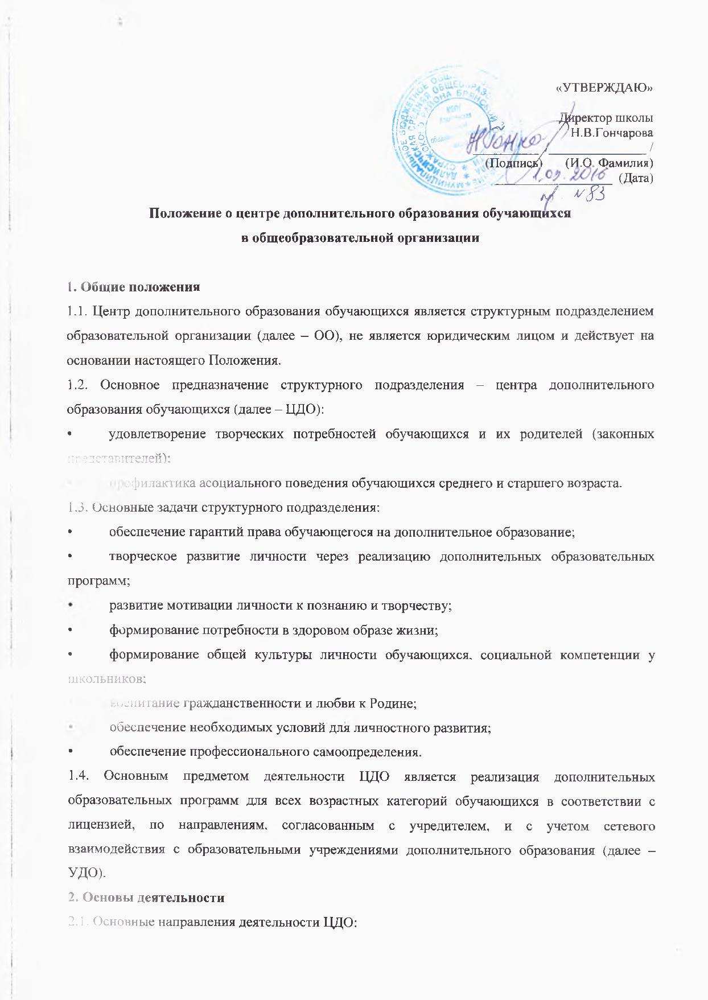 «УТВЕРЖДАЮ»
Директор школы
Н.В.Гончарова
____________/__________________/
(Подпись) (И.О. Фамилия)
1.09.2016 (Дата)
№83
Положение о центре дополнительного образования обучающихся
в общеобразовательной организации
1. Общие положения
1.1. Центр дополнительного образования обучающихся является структурным подразделением
образовательной организации (далее – ОО), не является юридическим лицом и действует на
основании настоящего Положения.
1.2. Основное предназначение структурного подразделения – центра дополнительного
образования обучающихся (далее – ЦДО):
• удовлетворение творческих потребностей обучающихся и их родителей (законных
представителей);
• профилактика асоциального поведения обучающихся среднего и старшего возраста.
1.3. Основные задачи структурного подразделения:
• обеспечение гарантий права обучающегося на дополнительное образование;
• творческое развитие личности через реализацию дополнительных образовательных
программ;
• развитие мотивации личности к познанию и творчеству;
• формирование потребности в здоровом образе жизни;
• формирование общей культуры личности обучающихся, социальной компетенции у
школьников;
воспитание гражданственности и любви к Родине;
• обеспечение необходимых условий для личностного развития;
• обеспечение профессионального самоопределения.
1.4. Основным предметом деятельности ЦДО является реализация дополнительных
образовательных программ для всех возрастных категорий обучающихся в соответствии с
лицензией, по направлениям, согласованным с учредителем, и с учетом сетевого
взаимодействия с образовательными учреждениями дополнительного образования (далее –
УДО).
2. Основы деятельности
2.1. Основные направления деятельности ЦДО: